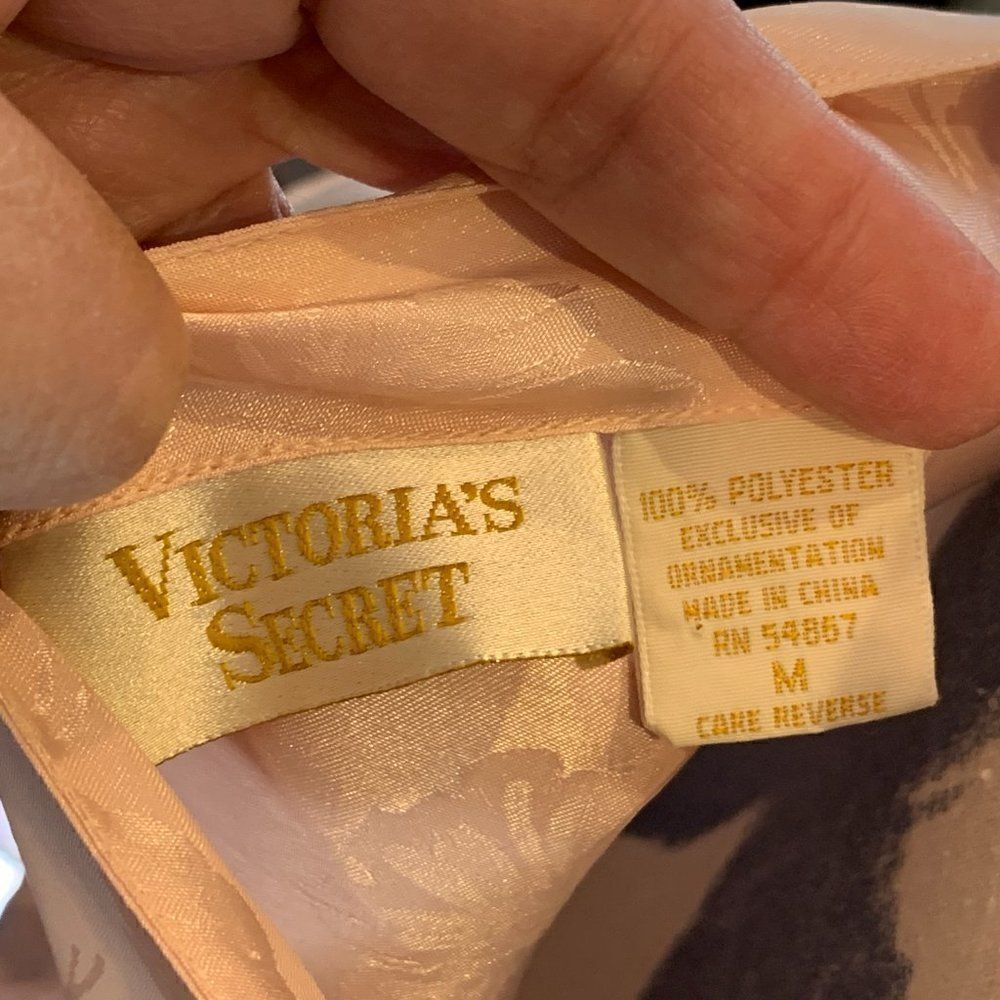 VICTORIA'S
SECRET
100% POLYESTER
EXCLUSIVE OF
ORNAMENTATION
MADE IN CHINA
RN 54867
M
CARE REVERSE